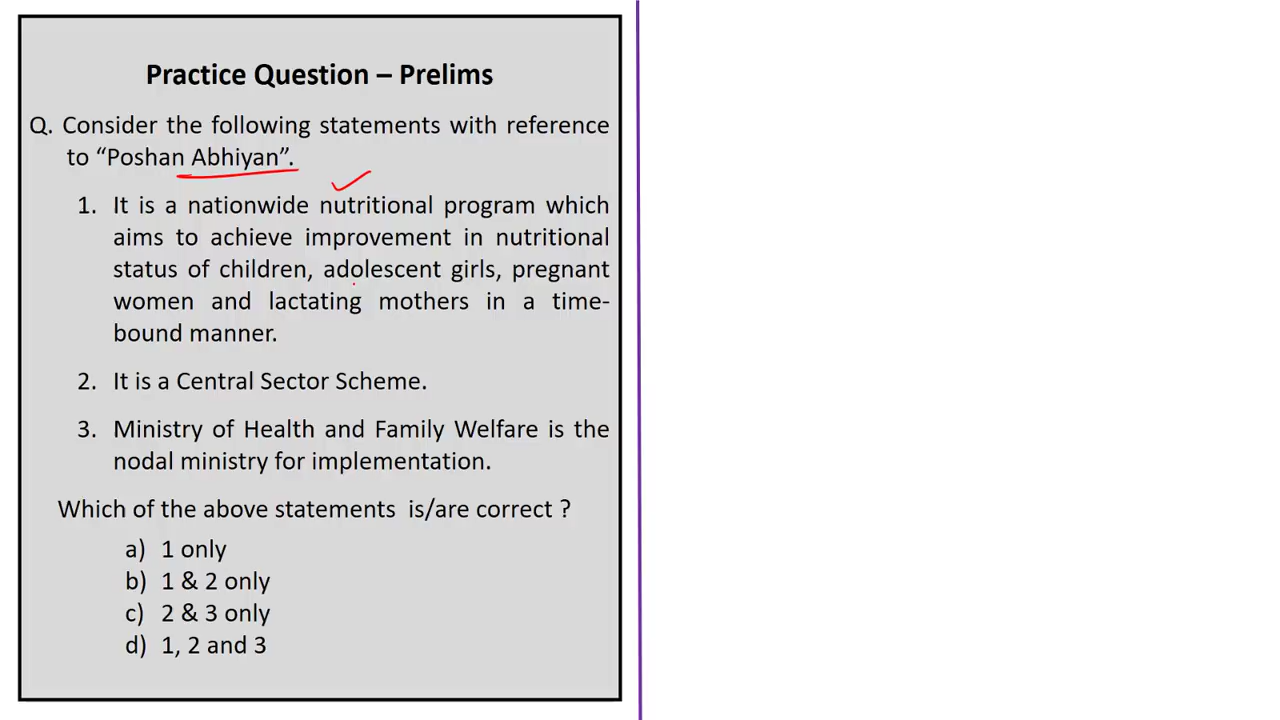 Practice Question – Prelims
Q. Consider the following statements with reference
to “Poshan Abhiyan”.
1. It is a nationwide nutritional program which
aims to achieve improvement in nutritional
status of children, adolescent girls, pregnant
women and lactating mothers in a time-
bound manner.
2. It is a Central Sector Scheme.
3. Ministry of Health and Family Welfare is the
nodal ministry for implementation.
Which of the above statements is/are correct ?
a) 1 only
b) 1 & 2 only
c) 2 & 3 only
d) 1, 2 and 3